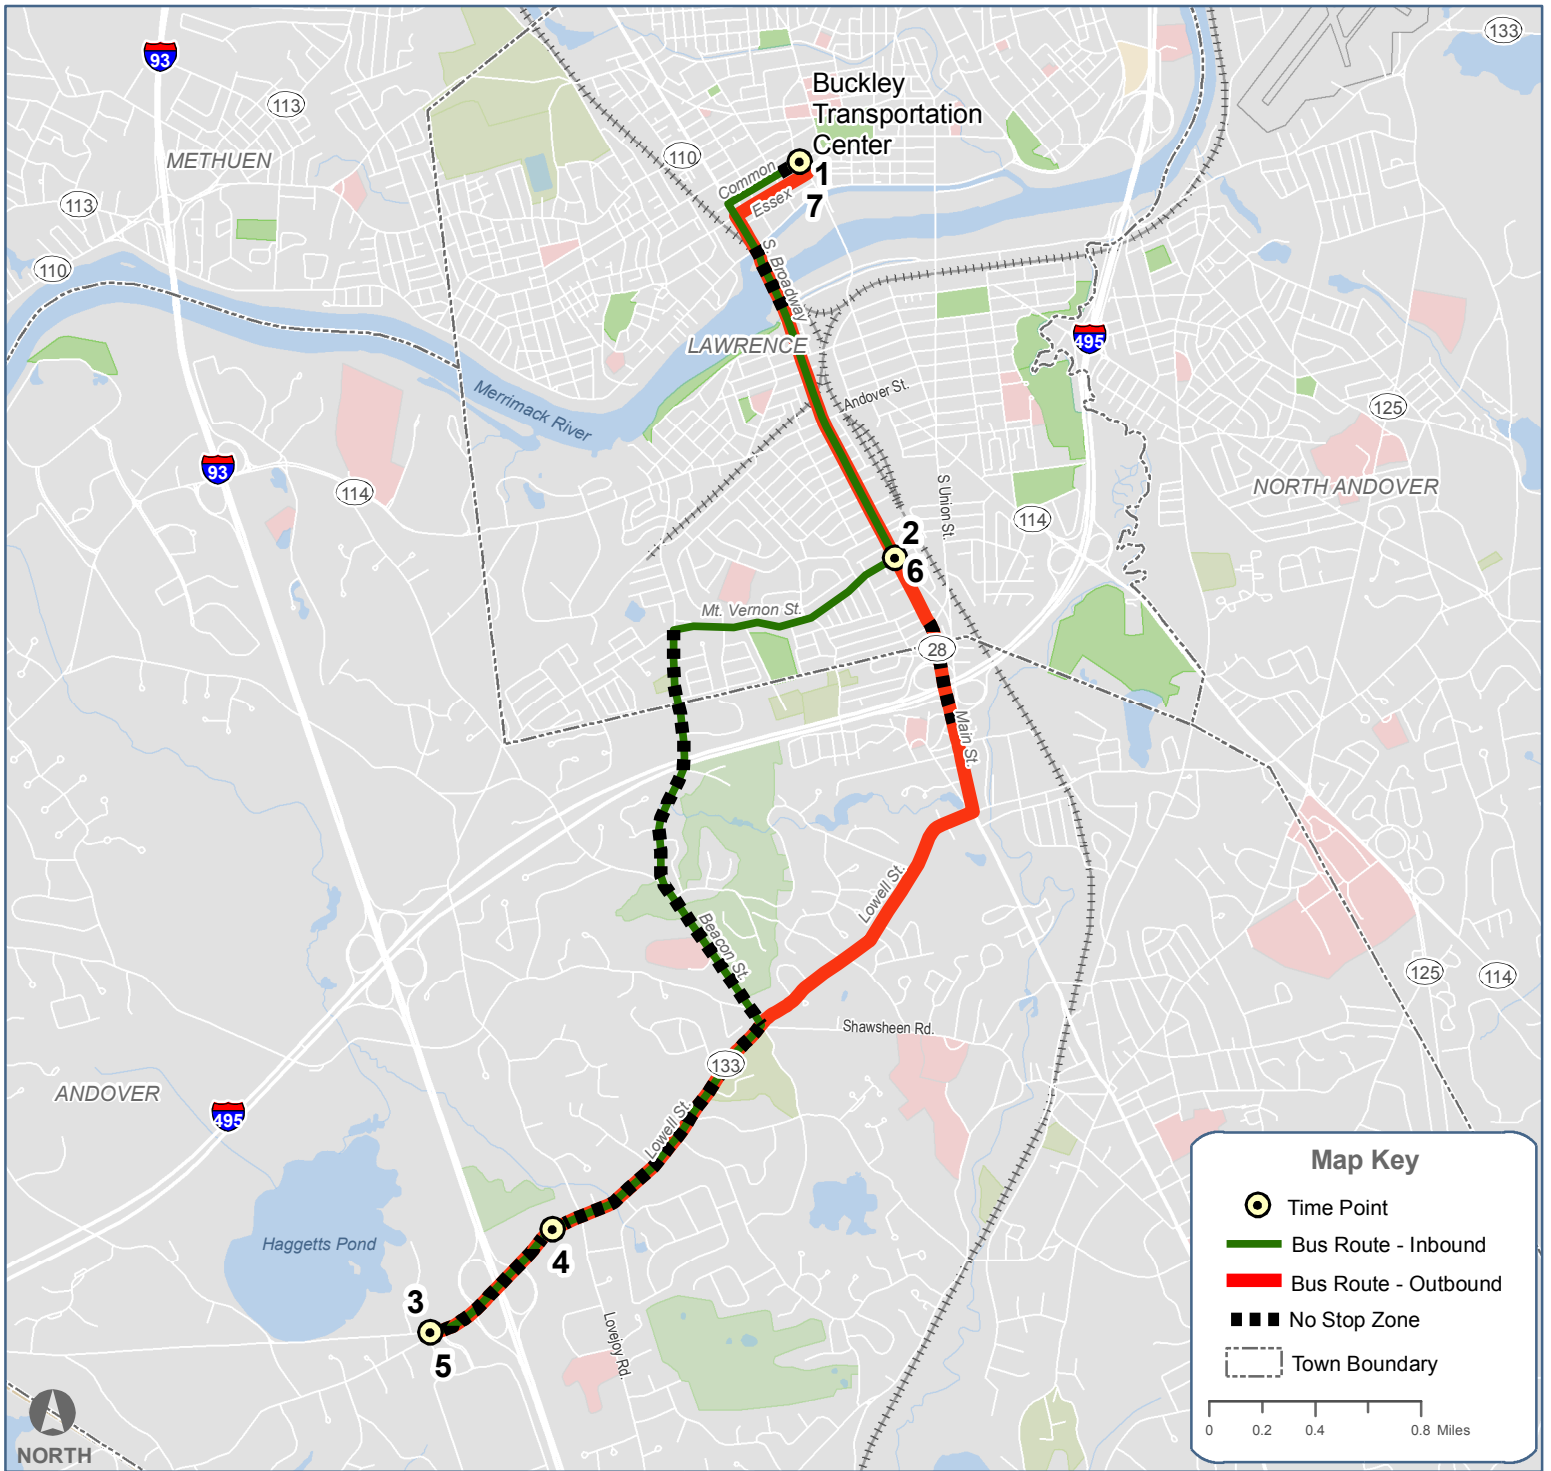 93
113
METHUEN
113
110
110
133
Buckley
Transportation
Center
1
7
Common
Essex
S. Broadway
LAWRENCE
495
Merrimack River
Andover St.
125
93
114
S Union St.
114
NORTH ANDOVER
2
6
Mt. Vernon St.
28
Main St.
Lowell St.
Beacon St.
125
114
Shawsheen Rd.
133
ANDOVER
495
Lowell St.
Haggetts Pond
4
3
5
Lovejoy Rd.
NORTH
Map Key
Time Point
Bus Route - Inbound
Bus Route - Outbound
No Stop Zone
Town Boundary
0 0.2 0.4 0.8 Miles